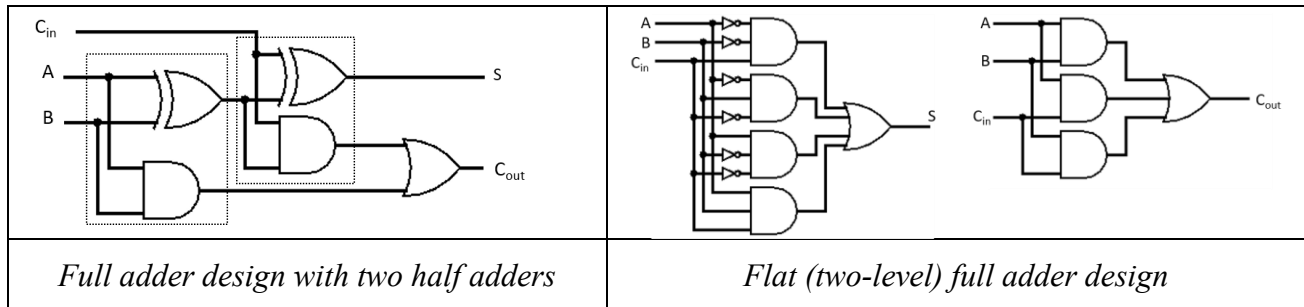 C_in
A
B
S
C_out
A
B
C_in
S
A
B
C_in
C_out
Full adder design with two half adders
Flat (two-level) full adder design